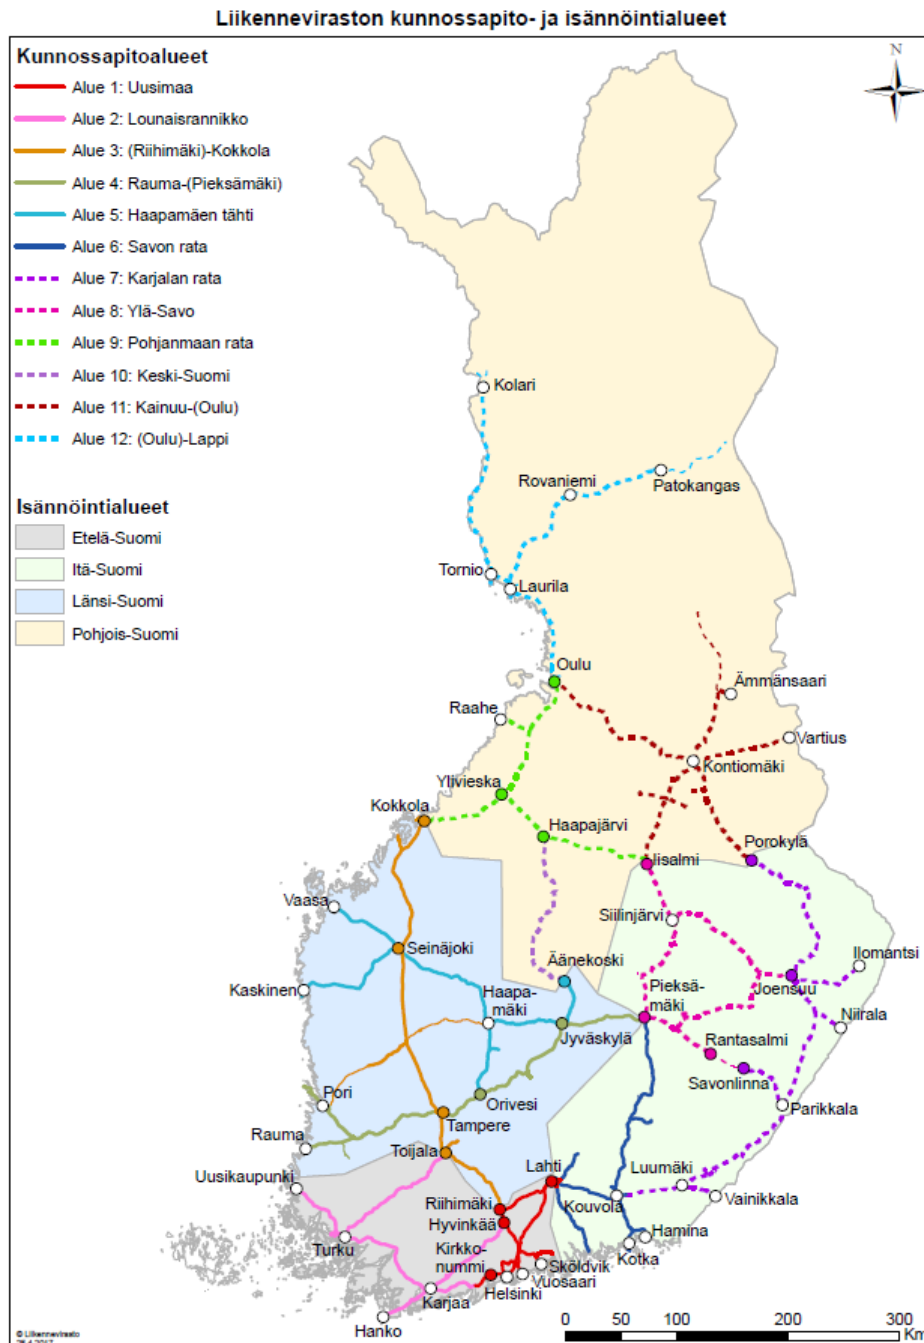 Liikenneviraston kunnossapito- ja isännöintialueet
Kunnossapitoalueet
Alue 1: Uusimaa
Alue 2: Lounaisrannikko
Alue 3: (Riihimäki)-Kokkola
Alue 4: Rauma-(Pieksämäki)
Alue 5: Haapamäen tähti
Alue 6: Savon rata
Alue 7: Karjalan rata
Alue 8: Ylä-Savo
Alue 9: Pohjanmaan rata
Alue 10: Keski-Suomi
Alue 11: Kainuu-(Oulu)
Alue 12: (Oulu)-Lappi
Isännöintialueet
Etelä-Suomi
Itä-Suomi
Länsi-Suomi
Pohjois-Suomi
N
Kolari
Rovaniemi
Patokangas
Tornio
Laurila
Oulu
Ämmänsaari
Raahe
Vartius
Kontiomäki
Ylivieska
Kokkola
Haapajärvi
Porokylä
Iisalmi
Vaasa
Siilinjärvi
Seinäjoki
Ilomantsi
Äänekoski
Kaskinen
Haapa-
mäki
Pieksä-
mäki
Joensuu
Niirala
Jyväskylä
Rantasalmi
Savonlinna
Pori
Orivesi
Parikkala
Tampere
Rauma
Toijala
Lahti
Luumäki
Uusikaupunki
Kouvola
Vainikkala
Riihimäki
Hyvinkää
Hamina
Turku
Kirkko-
nummi
Sköldvik
Kotka
Vuosaari
Helsinki
Karjaa
Hanko
0 50 100 200 300
Km
© Liikennevirasto